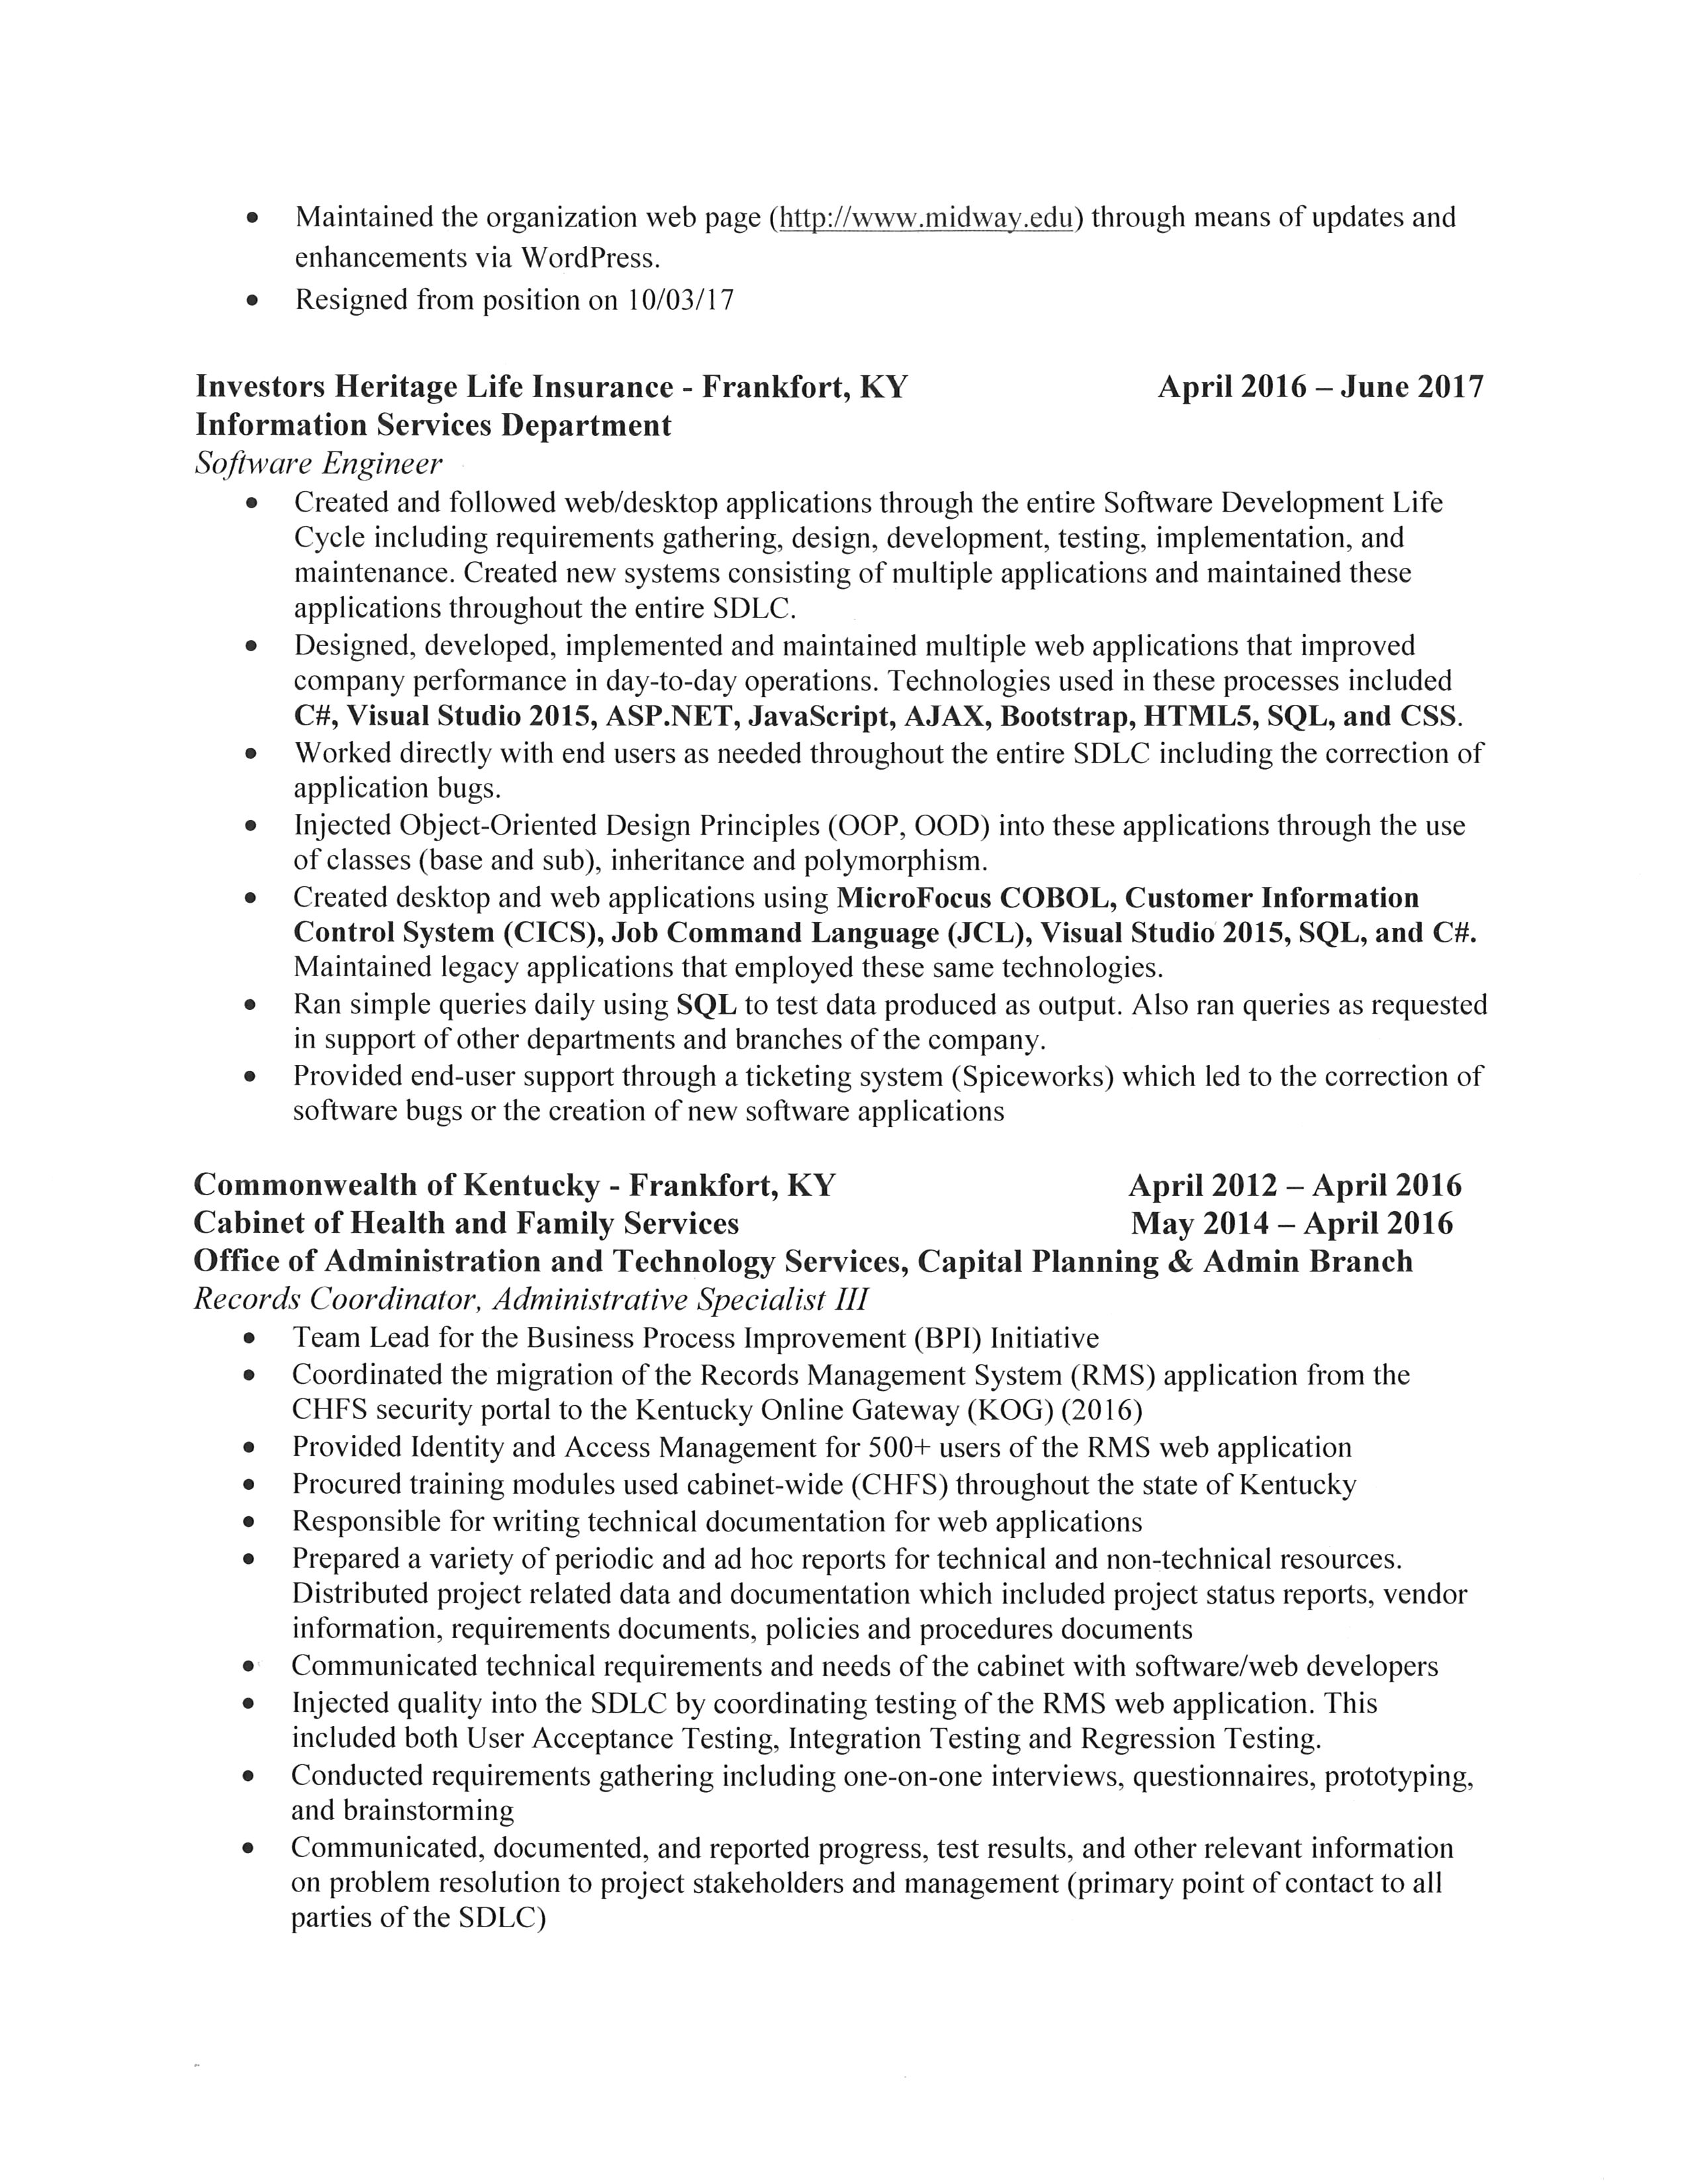 • Maintained the organization web page (http://www.midway.edu) through means of updates and
enhancements via WordPress.
• Resigned from position on 10/03/17
Investors Heritage Life Insurance - Frankfort, KY April 2016 – June 2017
Information Services Department
Software Engineer
• Created and followed web/desktop applications through the entire Software Development Life
Cycle including requirements gathering, design, development, testing, implementation, and
maintenance. Created new systems consisting of multiple applications and maintained these
applications throughout the entire SDLC.
• Designed, developed, implemented and maintained multiple web applications that improved
company performance in day-to-day operations. Technologies used in these processes included
C#, Visual Studio 2015, ASP.NET, JavaScript, AJAX, Bootstrap, HTML5, SQL, and CSS.
• Worked directly with end users as needed throughout the entire SDLC including the correction of
application bugs.
• Injected Object-Oriented Design Principles (OOP, OOD) into these applications through the use
of classes (base and sub), inheritance and polymorphism.
• Created desktop and web applications using MicroFocus COBOL, Customer Information
Control System (CICS), Job Command Language (JCL), Visual Studio 2015, SQL, and C#.
Maintained legacy applications that employed these same technologies.
• Ran simple queries daily using SQL to test data produced as output. Also ran queries as requested
in support of other departments and branches of the company.
• Provided end-user support through a ticketing system (Spiceworks) which led to the correction of
software bugs or the creation of new software applications
Commonwealth of Kentucky - Frankfort, KY April 2012 – April 2016
Cabinet of Health and Family Services May 2014 – April 2016
Office of Administration and Technology Services, Capital Planning & Admin Branch
Records Coordinator, Administrative Specialist III
• Team Lead for the Business Process Improvement (BPI) Initiative
• Coordinated the migration of the Records Management System (RMS) application from the
CHFS security portal to the Kentucky Online Gateway (KOG) (2016)
• Provided Identity and Access Management for 500+ users of the RMS web application
• Procured training modules used cabinet-wide (CHFS) throughout the state of Kentucky
• Responsible for writing technical documentation for web applications
• Prepared a variety of periodic and ad hoc reports for technical and non-technical resources.
Distributed project related data and documentation which included project status reports, vendor
information, requirements documents, policies and procedures documents
• Communicated technical requirements and needs of the cabinet with software/web developers
• Injected quality into the SDLC by coordinating testing of the RMS web application. This
included both User Acceptance Testing, Integration Testing and Regression Testing.
• Conducted requirements gathering including one-on-one interviews, questionnaires, prototyping,
and brainstorming
• Communicated, documented, and reported progress, test results, and other relevant information
on problem resolution to project stakeholders and management (primary point of contact to all
parties of the SDLC)